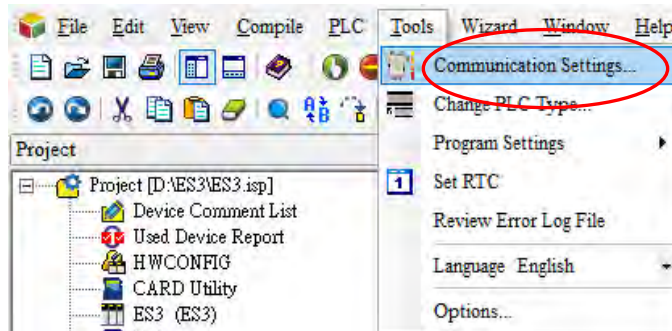 File Edit View Compile PLC Tools Wizard Window Help
Communication Settings...
Change PLC Type...
Project
Program Settings
Project [D:\ES3\ES3.isp]
1 Set RTC
Device Comment List
Review Error Log File
Used Device Report
HWCONFIG
Language English
CARD Utility
ES3 (ES3)
Options...